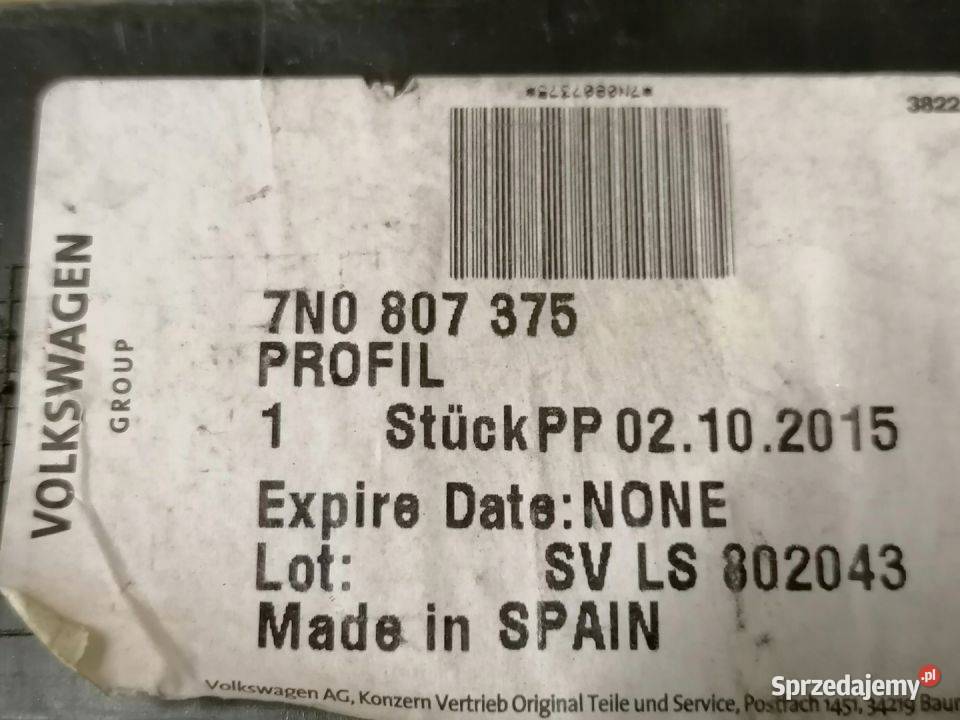 *7N0807375*
3822
VOLKSWAGEN
GROUP
7N0 807 375
PROFIL
1 Stück PP 02.10.2015
Expire Date: NONE
Lot: SV LS 802043
Made in SPAIN
Volkswagen AG, Konzern Vertrieb Original Teile und Service, Postfach 1451, 34219 Baun
Sprzedajemy.pl